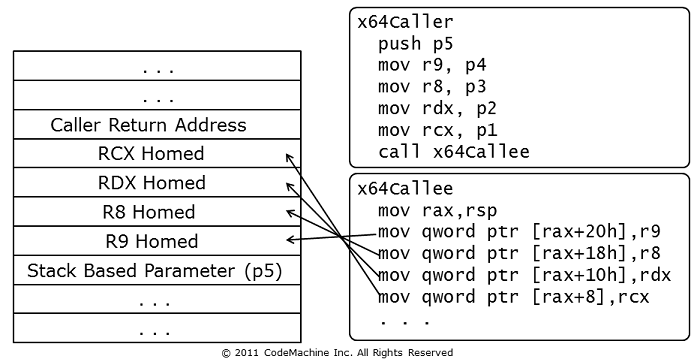 . . .
. . .
Caller Return Address
RCX Homed
RDX Homed
R8 Homed
R9 Homed
Stack Based Parameter (p5)
. . .
. . .
x64Caller
push p5
mov r9, p4
mov r8, p3
mov rdx, p2
mov rcx, p1
call x64Callee
x64Callee
mov rax,rsp
mov qword ptr [rax+20h],r9
mov qword ptr [rax+18h],r8
mov qword ptr [rax+10h],rdx
mov qword ptr [rax+8],rcx
. . .
© 2011 CodeMachine Inc. All Rights Reserved